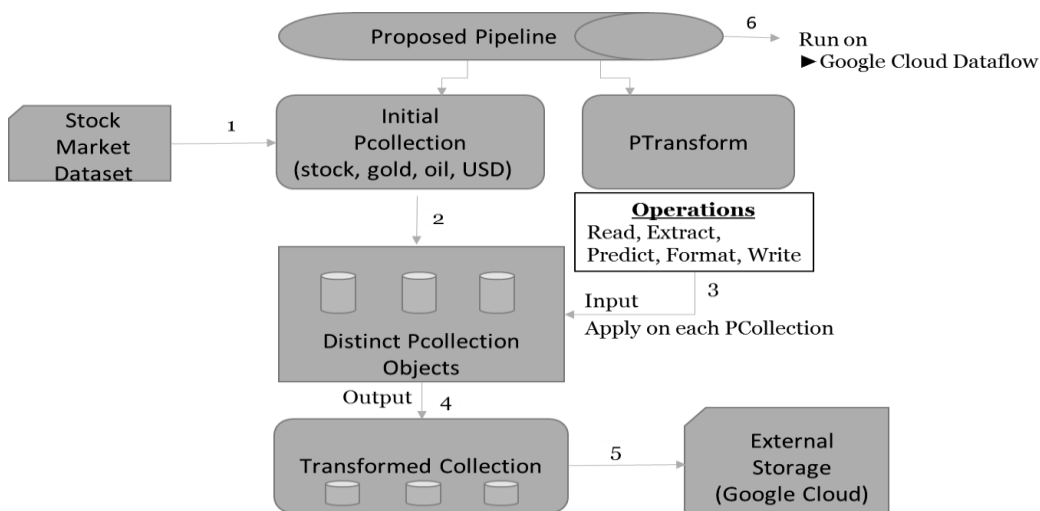 Proposed Pipeline
6
Run on
► Google Cloud Dataflow
Stock
Market
Dataset
1
Initial
Pcollection
(stock, gold, oil, USD)
PTransform
2
Operations
Read, Extract,
Predict, Format, Write
3
Input
Apply on each PCollection
Distinct Pcollection
Objects
Output
4
Transformed Collection
5
External
Storage
(Google Cloud)